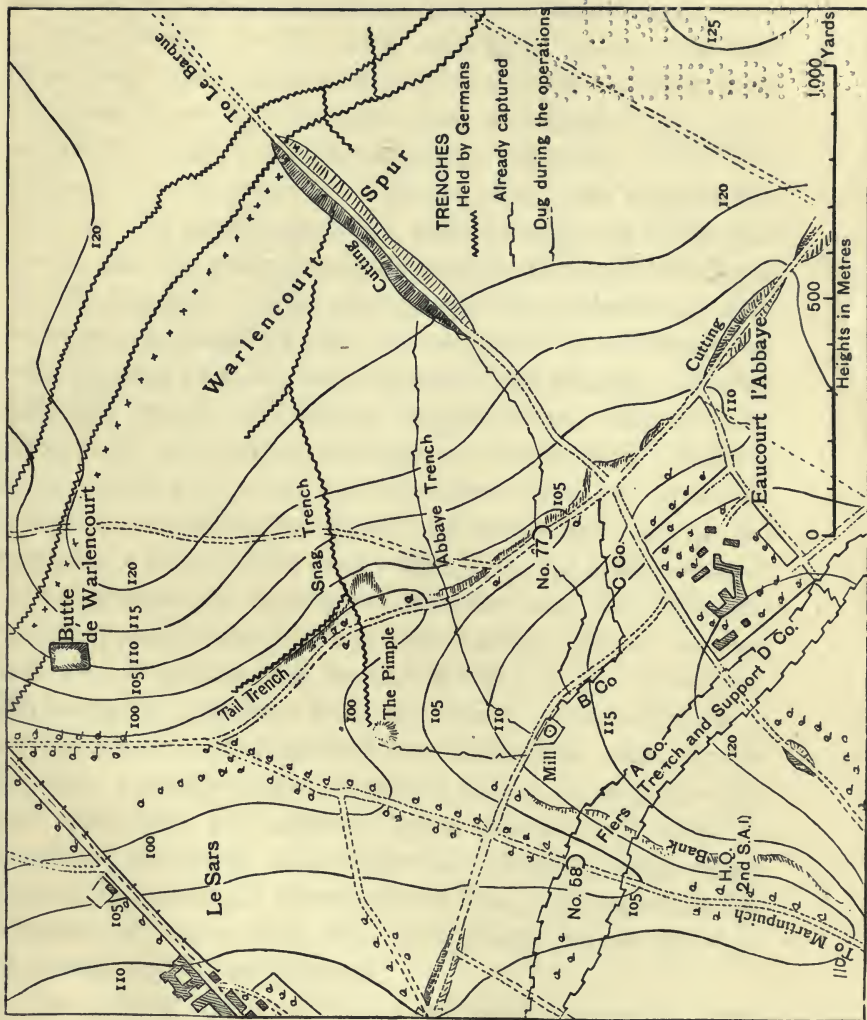 125
To Le Barque
120
Warlencourt Spur
Cutting
TRENCHES
Held by Germans
Already captured
Dug during the operations
120
Butte
de Warlencourt
120
115
110
105
100
Tail Trench
Snag Trench
The Pimple
100
Abbaye Trench
105
110
105
No. 77
C Co.
B Co
Mill
115
Cutting
110
Eaucourt l'Abbaye
0
500
1,000 Yards
Heights in Metres
A Co.
Flers Trench and Support D Co.
120
100
Le Sars
105
110
No. 68
105
Bank
H.Q.
2nd S.A.I)
To Martinpuich
110